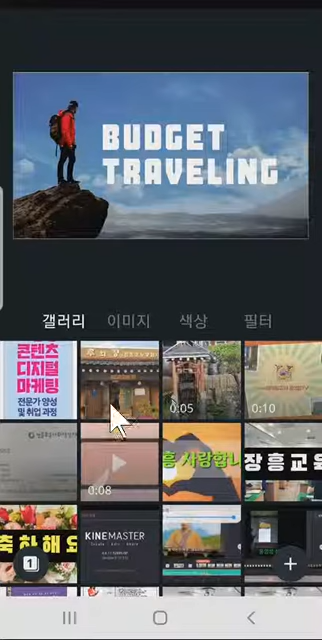 BUDGET
TRAVELING
갤러리 이미지 색상 필터
콘텐츠
디지털
마케팅
전문가 양성
및 취업 과정
0:05
0:10
0:08
흥 사랑합니
장흥교육
축하해요
KINEMASTER
1